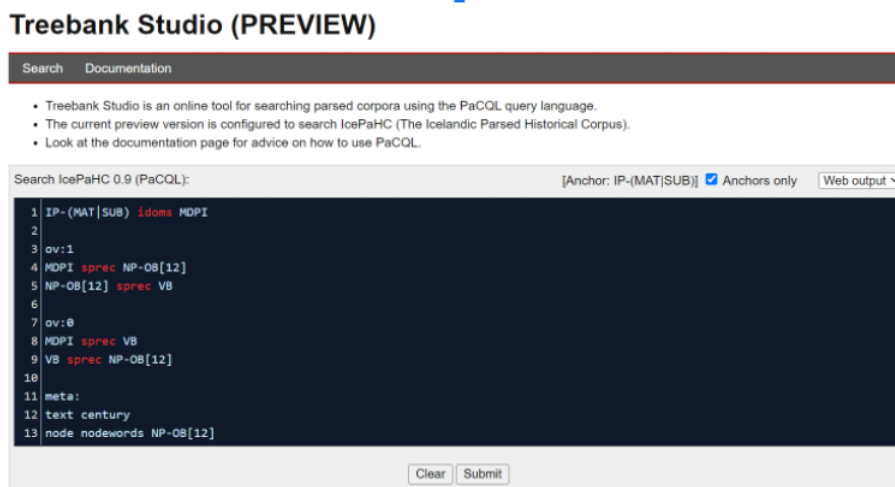 Treebank Studio (PREVIEW)
Search Documentation
• Treebank Studio is an online tool for searching parsed corpora using the PaCQL query language.
• The current preview version is configured to search IcePaHC (The Icelandic Parsed Historical Corpus).
• Look at the documentation page for advice on how to use PaCQL.
Search IcePaHC 0.9 (PaCQL): [Anchor: IP-(MAT|SUB)] Anchors only Web output
1 IP-(MAT|SUB) idoms MDPI
2
3 ov:1
4 MDPI sprec NP-OB[12]
5 NP-OB[12] sprec VB
6
7 ov:0
8 MDPI sprec VB
9 VB sprec NP-OB[12]
10
11 meta:
12 text century
13 node nodewords NP-OB[12]
Clear Submit